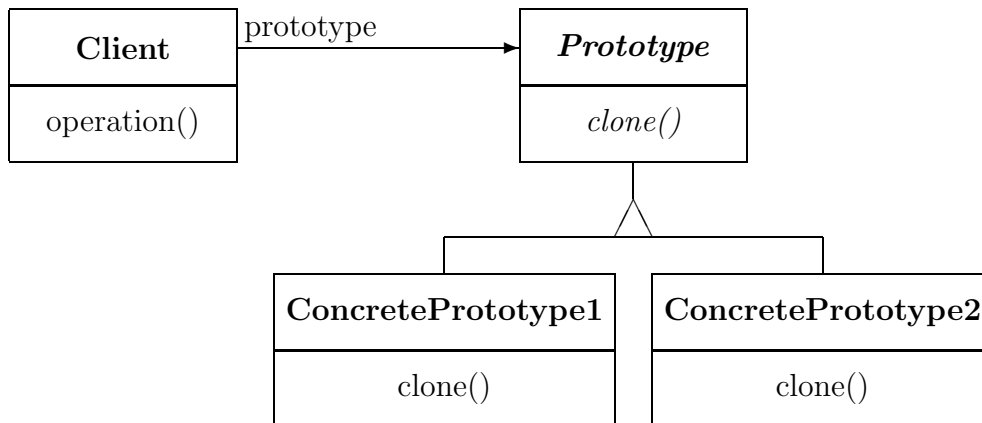 Client
operation()
prototype
Prototype
clone()
ConcretePrototype1
clone()
ConcretePrototype2
clone()